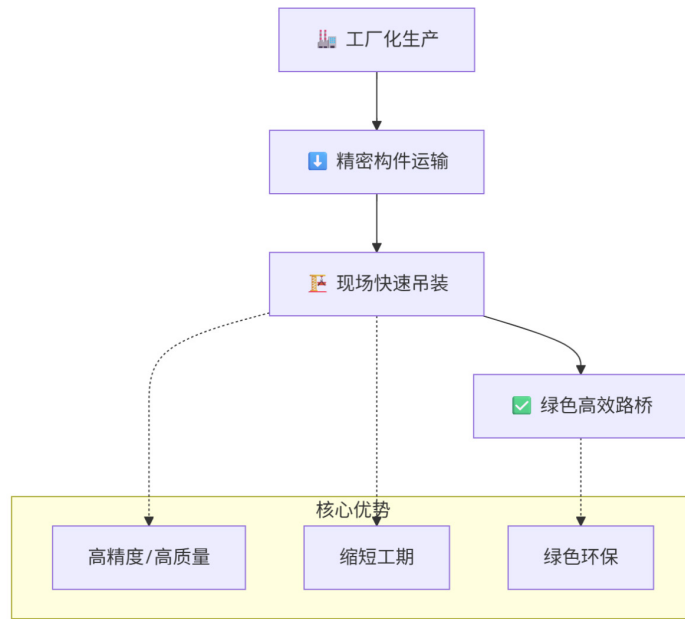 🏭 工厂化生产
⬇️ 精密构件运输
🏗️ 现场快速吊装
✅ 绿色高效路桥
核心优势
高精度/高质量
缩短工期
绿色环保